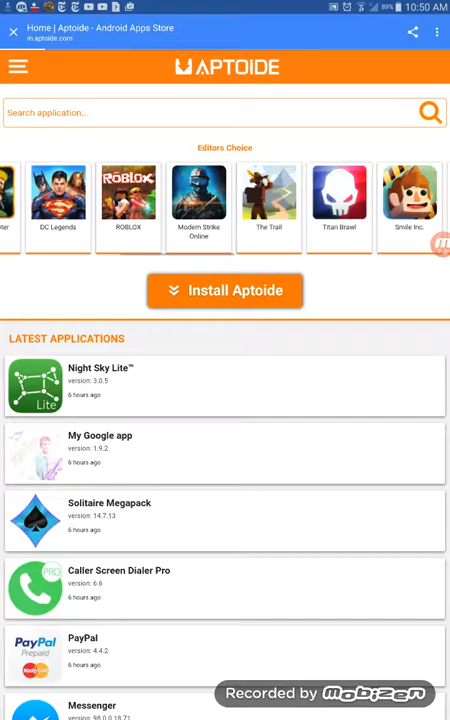 89% 10:50 AM
Home | Aptoide - Android Apps Store
m.aptoide.com
APTOIDE
Search application...
Editors Choice
ROBLOX
ter
DC Legends
ROBLOX
Modern Strike
Online
The Trail
Titan Brawl
Smile Inc.
Install Aptoide
LATEST APPLICATIONS
Lite
Night Sky Lite™
version: 3.0.5
6 hours ago
My Google app
version: 1.9.2
6 hours ago
Solitaire Megapack
version: 14.7.13
6 hours ago
PRO
Caller Screen Dialer Pro
version: 6.6
6 hours ago
PayPal
Prepaid
MasterCard
PayPal
version: 4.4.2
6 hours ago
Messenger
version: 98.0.0.18.71
Recorded by mobizen